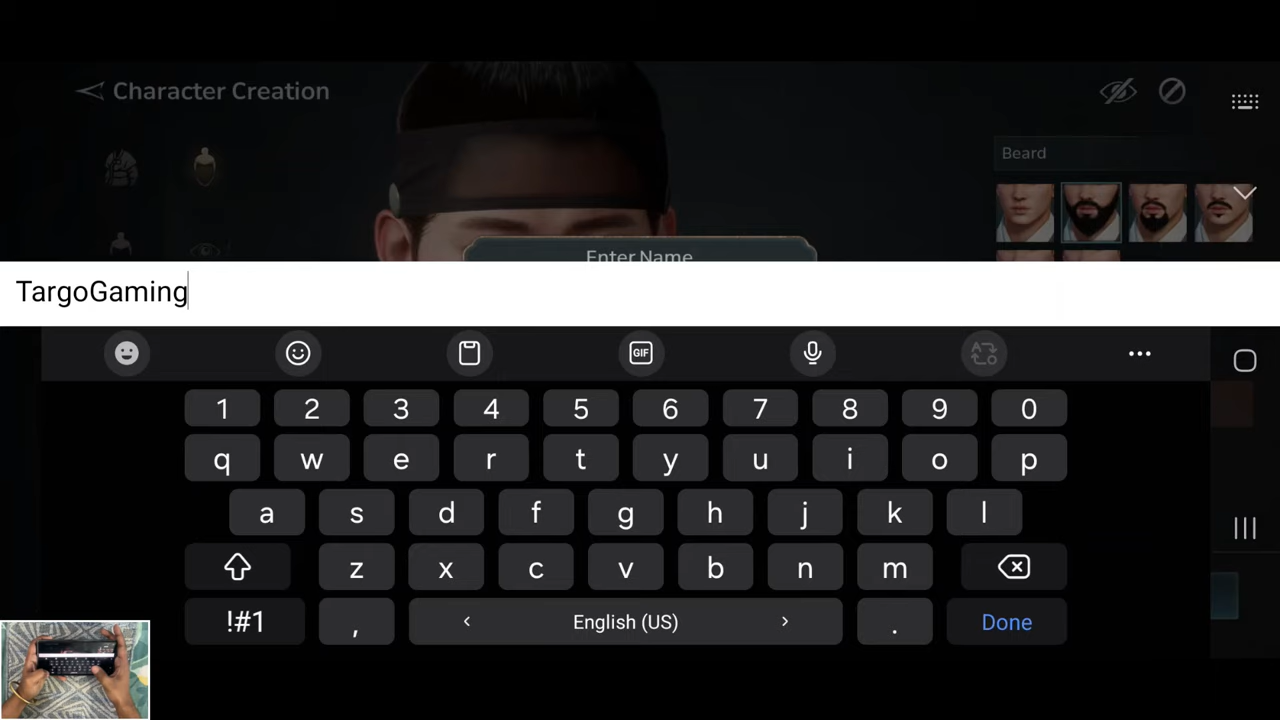 Character Creation
Beard
Enter Name
TargoGaming
GIF
1 2 3 4 5 6 7 8 9 0
q w e r t y u i o p
a s d f g h j k l
z x c v b n m
!#1 , < English (US) > . Done